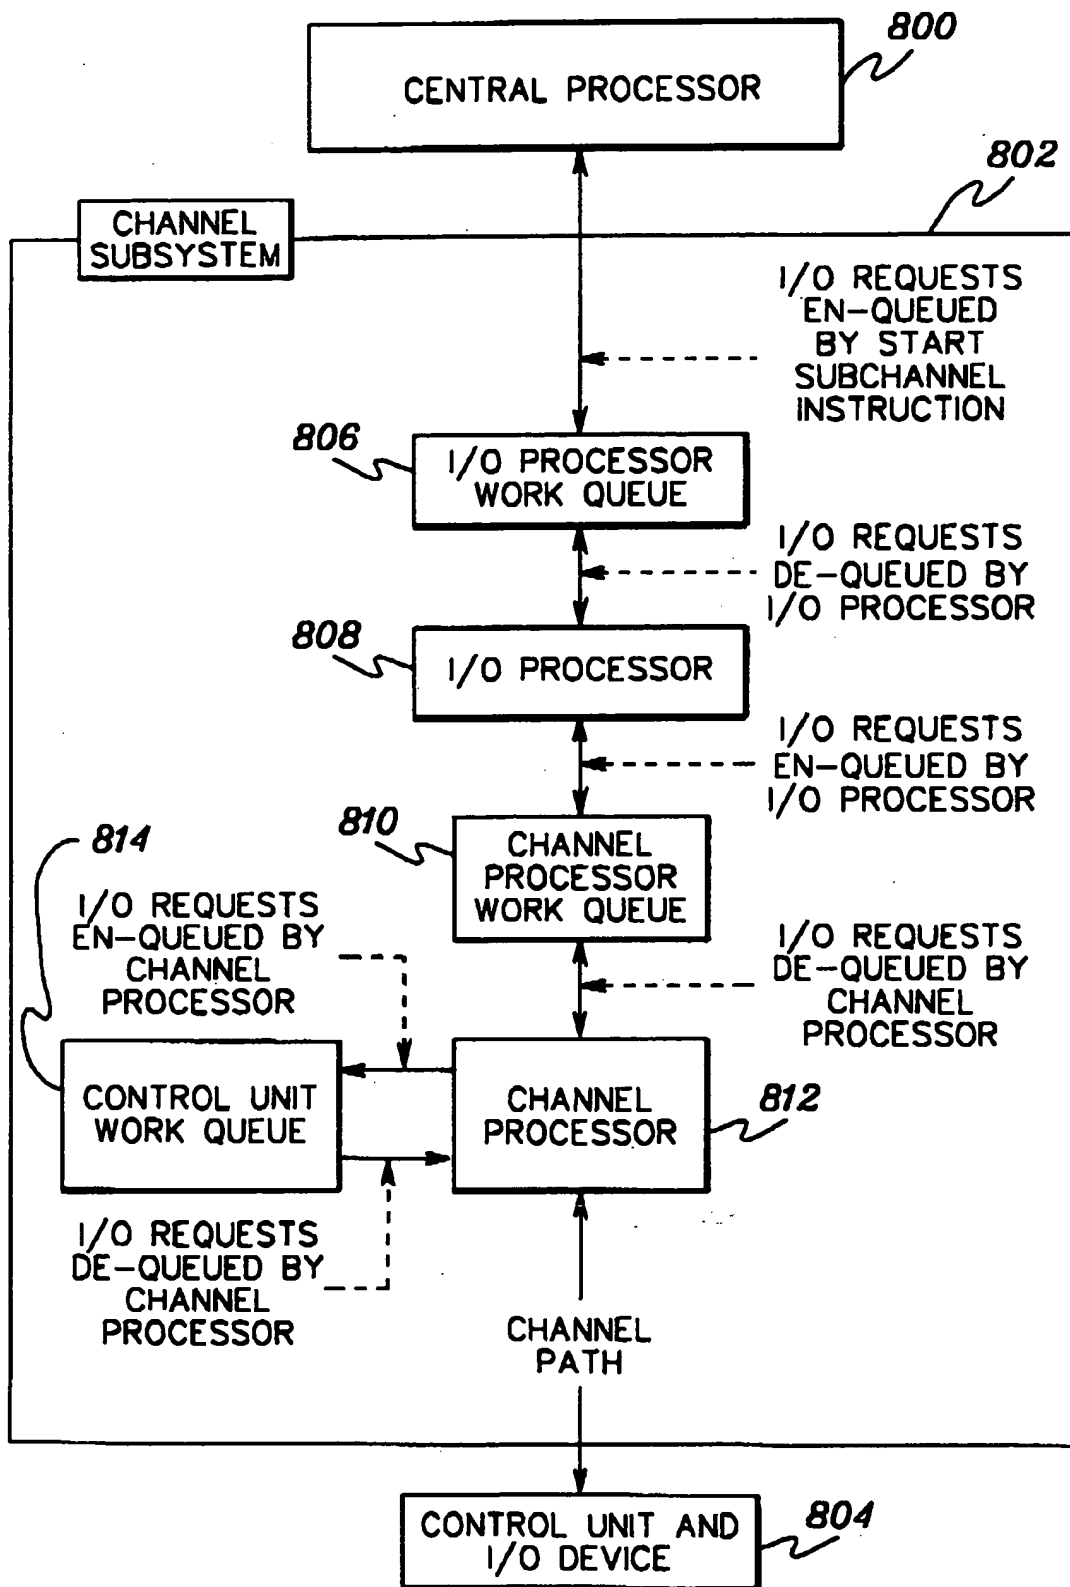 800
CENTRAL PROCESSOR
802
CHANNEL
SUBSYSTEM
I/O REQUESTS
EN-QUEUED
BY START
SUBCHANNEL
INSTRUCTION
806
I/O PROCESSOR
WORK QUEUE
I/O REQUESTS
DE-QUEUED BY
I/O PROCESSOR
808
I/O PROCESSOR
I/O REQUESTS
EN-QUEUED BY
I/O PROCESSOR
810
CHANNEL
PROCESSOR
WORK QUEUE
814
I/O REQUESTS
EN-QUEUED BY
CHANNEL
PROCESSOR
I/O REQUESTS
DE-QUEUED BY
CHANNEL
PROCESSOR
CONTROL UNIT
WORK QUEUE
CHANNEL
PROCESSOR
812
I/O REQUESTS
DE-QUEUED BY
CHANNEL
PROCESSOR
CHANNEL
PATH
CONTROL UNIT AND
I/O DEVICE
804